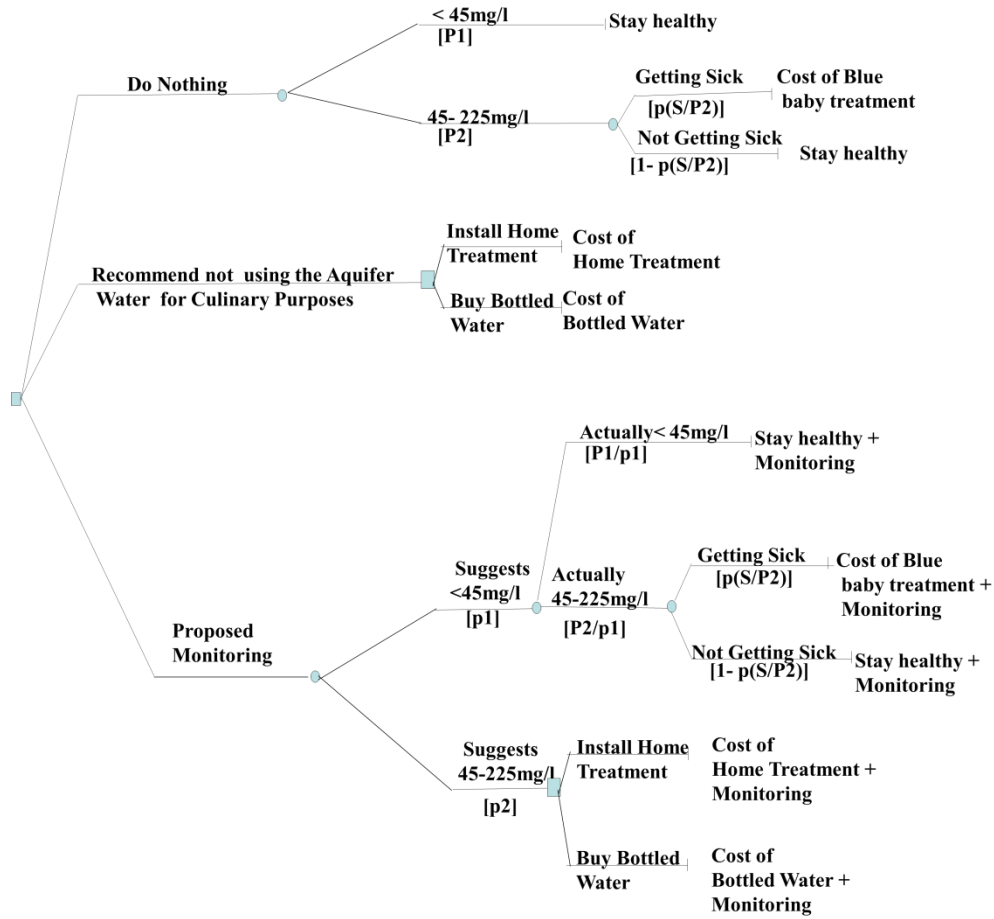 < 45mg/l
[P1]
Stay healthy
Do Nothing
45- 225mg/l
[P2]
Getting Sick
[p(S/P2)]
Cost of Blue
baby treatment
Not Getting Sick
[1- p(S/P2)]
Stay healthy
Recommend not using the Aquifer
Water for Culinary Purposes
Install Home
Treatment
Cost of
Home Treatment
Buy Bottled
Water
Cost of
Bottled Water
Proposed
Monitoring
Suggests
<45mg/l
[p1]
Actually< 45mg/l
[P1/p1]
Stay healthy +
Monitoring
Actually
45-225mg/l
[P2/p1]
Getting Sick
[p(S/P2)]
Cost of Blue
baby treatment +
Monitoring
Not Getting Sick
[1- p(S/P2)]
Stay healthy +
Monitoring
Suggests
45-225mg/l
[p2]
Install Home
Treatment
Cost of
Home Treatment +
Monitoring
Buy Bottled
Water
Cost of
Bottled Water +
Monitoring